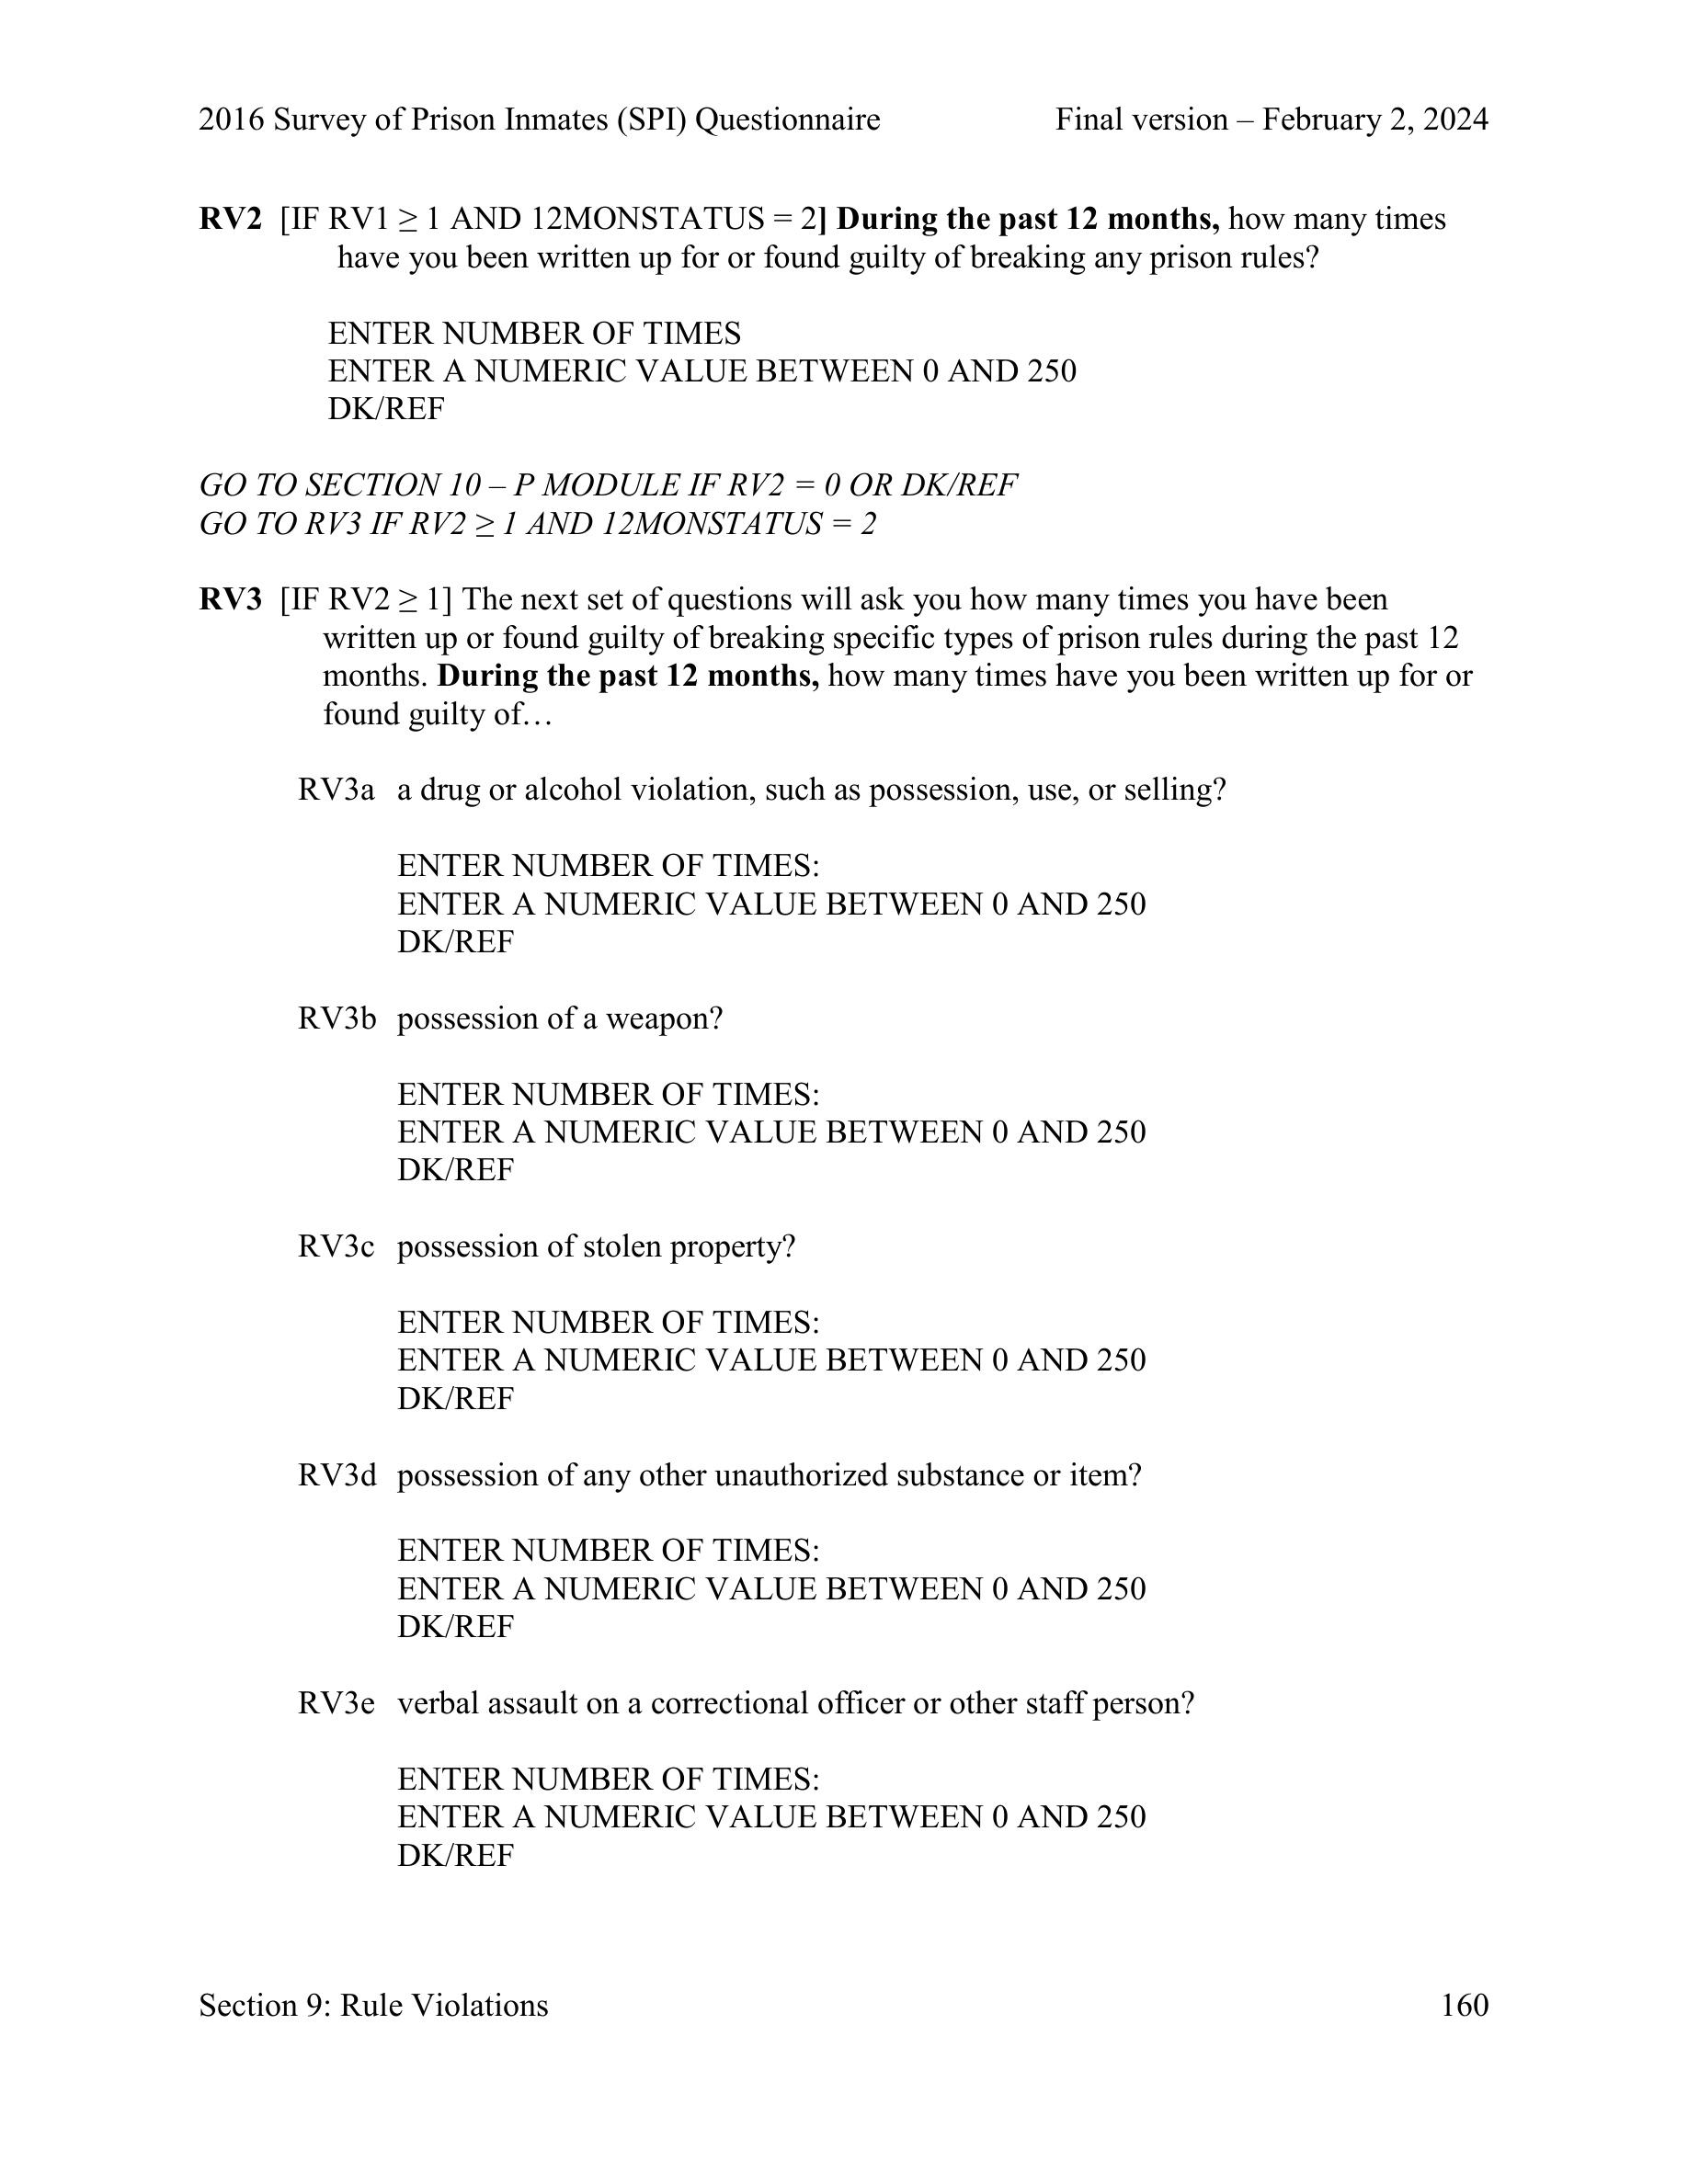 2016 Survey of Prison Inmates (SPI) Questionnaire Final version – February 2, 2024
RV2 [IF RV1 ≥ 1 AND 12MONSTATUS = 2] During the past 12 months, how many times
have you been written up for or found guilty of breaking any prison rules?
ENTER NUMBER OF TIMES
ENTER A NUMERIC VALUE BETWEEN 0 AND 250
DK/REF
GO TO SECTION 10 – P MODULE IF RV2 = 0 OR DK/REF
GO TO RV3 IF RV2 ≥ 1 AND 12MONSTATUS = 2
RV3 [IF RV2 ≥ 1] The next set of questions will ask you how many times you have been
written up or found guilty of breaking specific types of prison rules during the past 12
months. During the past 12 months, how many times have you been written up for or
found guilty of…
RV3a a drug or alcohol violation, such as possession, use, or selling?
ENTER NUMBER OF TIMES:
ENTER A NUMERIC VALUE BETWEEN 0 AND 250
DK/REF
RV3b possession of a weapon?
ENTER NUMBER OF TIMES:
ENTER A NUMERIC VALUE BETWEEN 0 AND 250
DK/REF
RV3c possession of stolen property?
ENTER NUMBER OF TIMES:
ENTER A NUMERIC VALUE BETWEEN 0 AND 250
DK/REF
RV3d possession of any other unauthorized substance or item?
ENTER NUMBER OF TIMES:
ENTER A NUMERIC VALUE BETWEEN 0 AND 250
DK/REF
RV3e verbal assault on a correctional officer or other staff person?
ENTER NUMBER OF TIMES:
ENTER A NUMERIC VALUE BETWEEN 0 AND 250
DK/REF
Section 9: Rule Violations 160